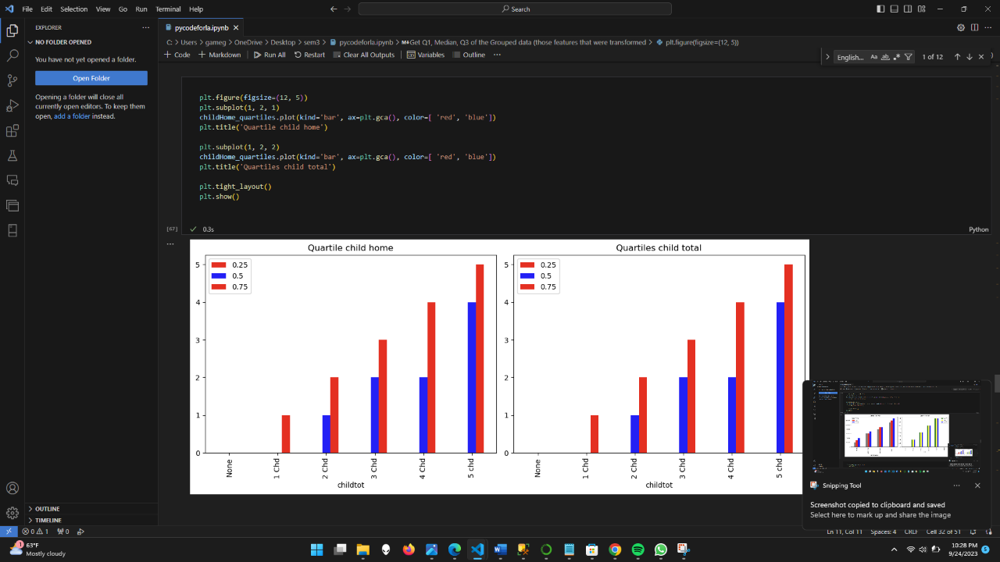 File Edit Selection View Go Run Terminal Help
Search
EXPLORER
NO FOLDER OPENED
You have not yet opened a folder.
Open Folder
Opening a folder will close all
currently open editors. To keep them
open, add a folder instead.
OUTLINE
TIMELINE
pycodeforla.ipynb
C: > Users > gameg > OneDrive > Desktop > sem3 > pycodeforla.ipynb > M↓Get Q1, Median, Q3 of the Grouped data (those features that were transformed > plt.figure(figsize=(12, 5))
+ Code + Markdown Run All Restart Clear All Outputs Variables Outline ...
English... Aa ab 1 of 12
plt.figure(figsize=(12, 5))
plt.subplot(1, 2, 1)
childHome_quartiles.plot(kind='bar', ax=plt.gca(), color=[ 'red', 'blue'])
plt.title('Quartile child home')
plt.subplot(1, 2, 2)
childHome_quartiles.plot(kind='bar', ax=plt.gca(), color=[ 'red', 'blue'])
plt.title('Quartiles child total')
plt.tight_layout()
plt.show()
[67] 0.3s Python
Quartile child home
0.25
0.5
0.75
5
4
3
2
1
0
None 1 Chd 2 Chd 3 Chd 4 Chd 5 chd
childtot
Quartiles child total
0.25
0.5
0.75
5
4
3
2
1
0
None 1 Chd 2 Chd 3 Chd 4 Chd 5 chd
childtot
Snipping Tool
Screenshot copied to clipboard and saved
Select here to mark up and share the image
0 1 0
Ln 11, Col 11 Spaces: 4 CRLF Cell 32 of 51
1
63°F
Mostly cloudy
10:28 PM
9/24/2023
5